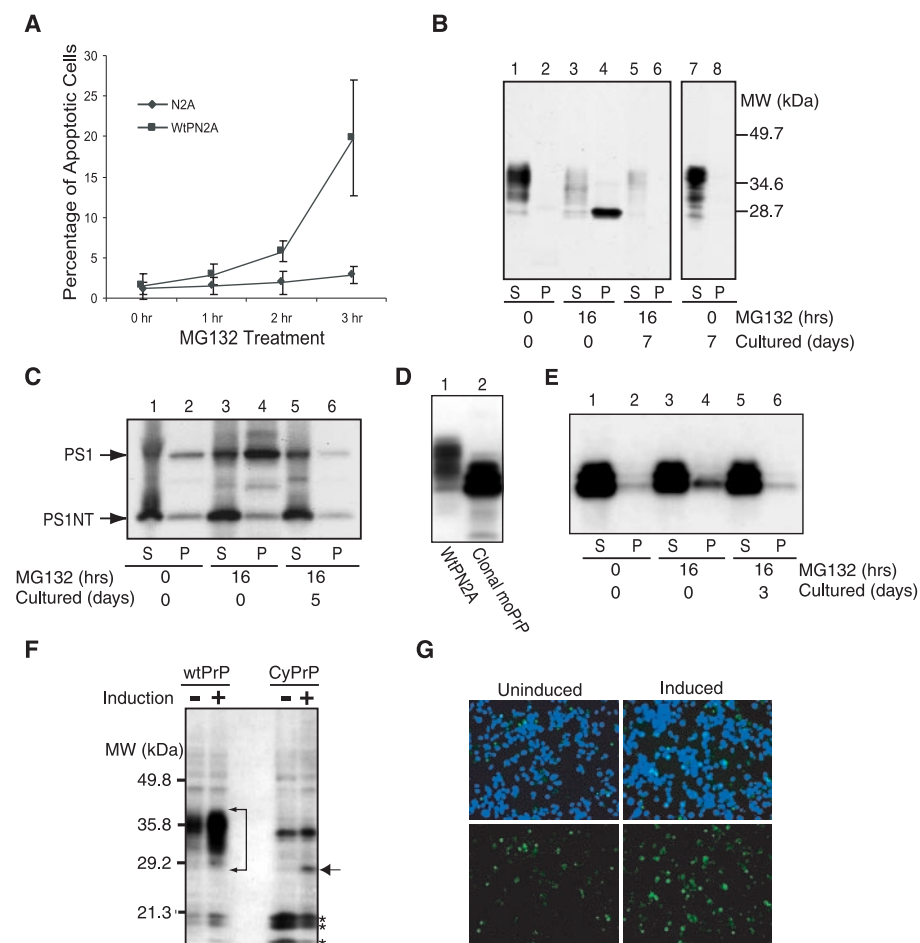 A
Percentage of Apoptotic Cells
30
25
20
15
10
5
0
N2A
WtPN2A
0 hr 1 hr 2 hr 3 hr
MG132 Treatment
B
1 2 3 4 5 6 7 8
MW (kDa)
49.7
34.6
28.7
S P S P S P S P
0 16 16 0 MG132 (hrs)
0 0 7 7 Cultured (days)
C
1 2 3 4 5 6
PS1
PS1NT
S P S P S P
MG132 (hrs) 0 16 16
Cultured (days) 0 0 5
D
1 2
WtPN2A
Clonal moPrP
E
1 2 3 4 5 6
S P S P S P
0 16 16 MG132 (hrs)
0 0 3 Cultured (days)
F
wtPrP CyPrP
Induction - + - +
MW (kDa)
49.8
35.8
29.2
21.3
*
*
*
G
Uninduced Induced